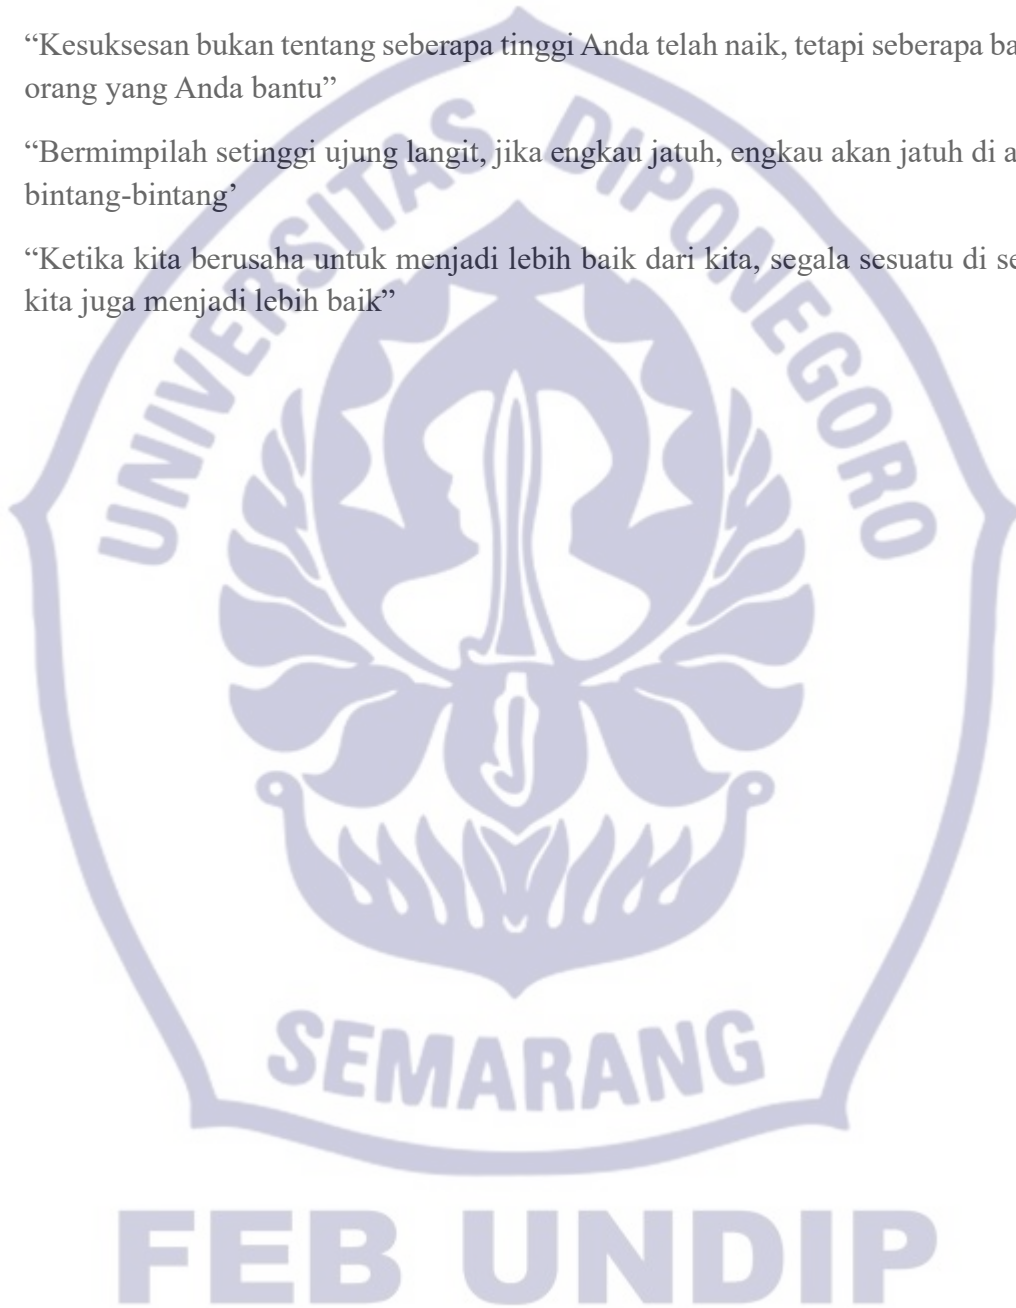 “Kesuksesan bukan tentang seberapa tinggi Anda telah naik, tetapi seberapa ba
orang yang Anda bantu”
“Bermimpilah setinggi ujung langit, jika engkau jatuh, engkau akan jatuh di a
bintang-bintang’
“Ketika kita berusaha untuk menjadi lebih baik dari kita, segala sesuatu di se
kita juga menjadi lebih baik”
UNIVERSITAS DIPONEGORO
SEMARANG
FEB UNDIP